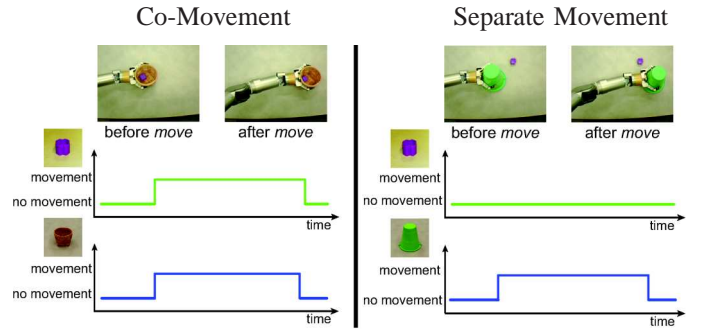 Co-Movement
before move
after move
movement
no movement
time
movement
no movement
time
Separate Movement
before move
after move
movement
no movement
time
movement
no movement
time